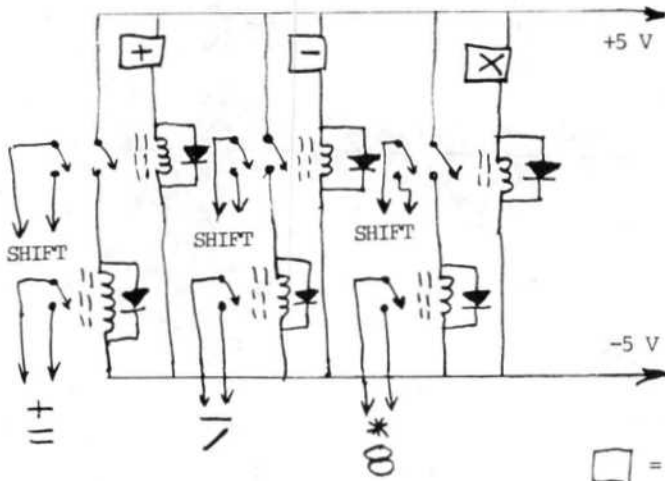 + − X
+5 V
SHIFT SHIFT SHIFT
-5 V
+ *
= 8
=